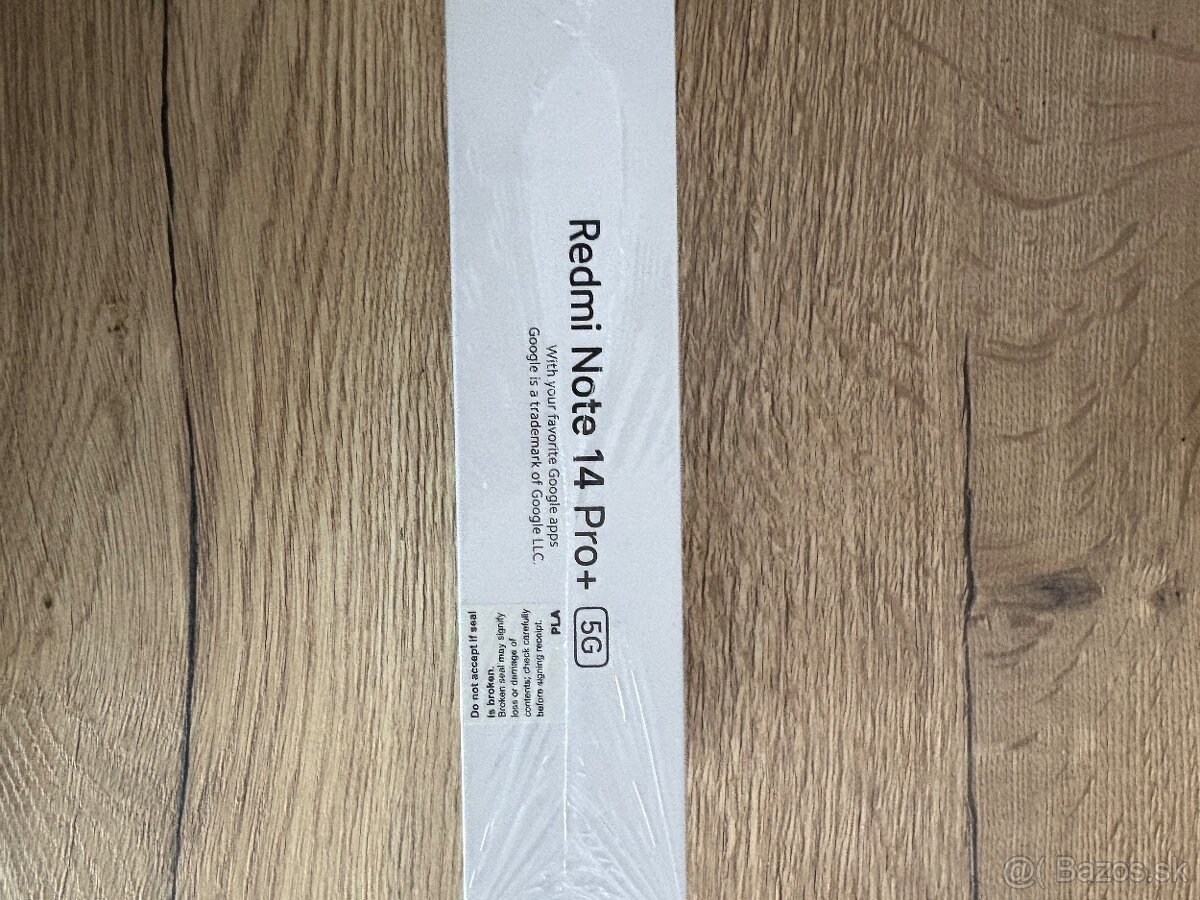 Redmi Note 14 Pro+ 5G
With your favorite Google apps
Google is a trademark of Google LLC.
PLA
Do not accept if seal
is broken.
Broken seal may signify
loss or damage of
contents; check carefully
before signing receipt.
@( Bazos.sk